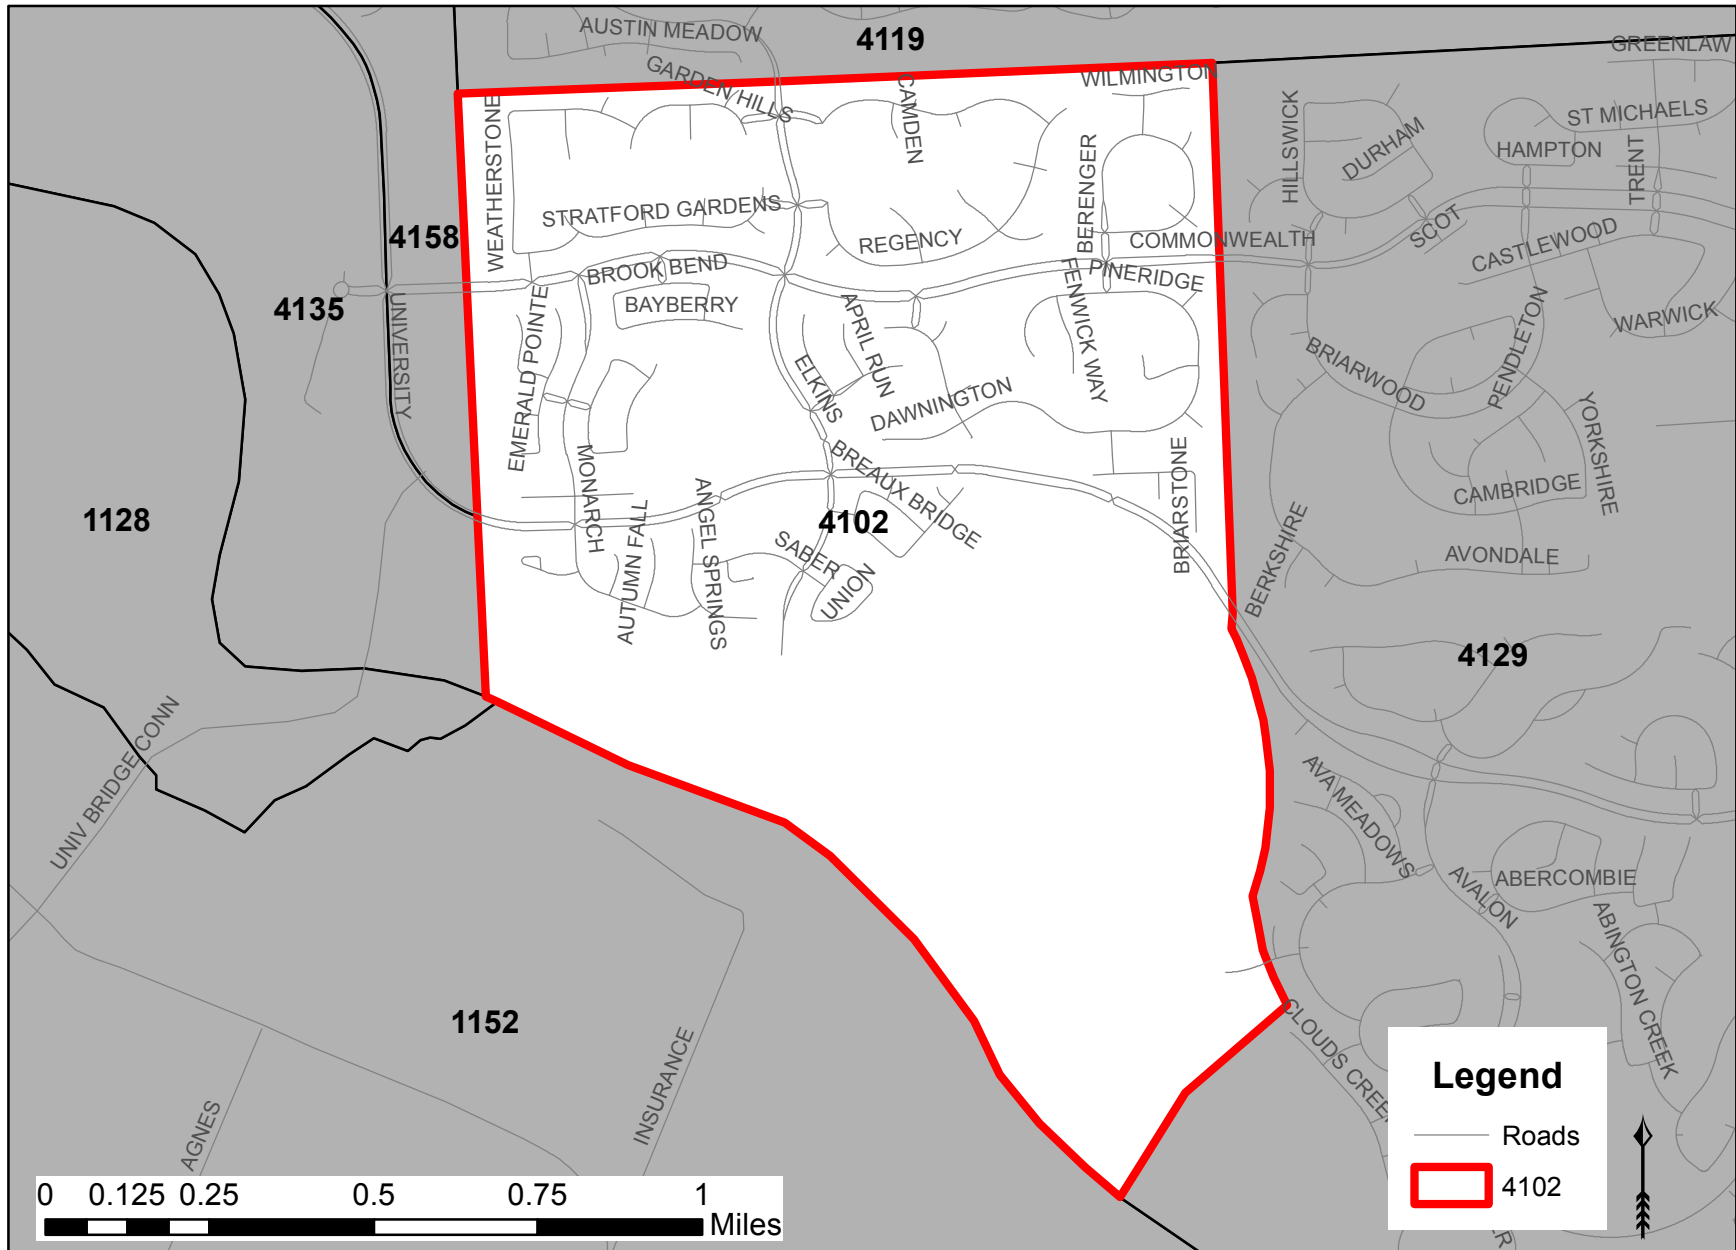 AUSTIN MEADOW
4119
GREENLAW
GARDEN HILLS
CAMDEN
WILMINGTON
WEATHERSTONE
HILLSWICK
DURHAM
ST MICHAELS
HAMPTON
TRENT
BERENGER
STRATFORD GARDENS
4158
REGENCY
COMMONWEALTH
SCOT
CASTLEWOOD
BROOK BEND
PINERIDGE
FENWICK WAY
BAYBERRY
4135
UNIVERSITY
EMERALD POINTE
APRIL RUN
ELKINS
DAWNINGTON
WARWICK
PENDLETON
BRIARWOOD
YORKSHIRE
MONARCH
BREAUX BRIDGE
BRIARSTONE
CAMBRIDGE
1128
AUTUMN FALL
ANGEL SPRINGS
4102
SABER
UNION
BERKSHIRE
AVONDALE
4129
UNIV BRIDGE CONN
AVA MEADOWS
AVALON
ABERCOMBIE
ABINGTON CREEK
1152
INSURANCE
AGNES
CLOUDS CREE
Legend
Roads
4102
0 0.125 0.25 0.5 0.75 1
Miles